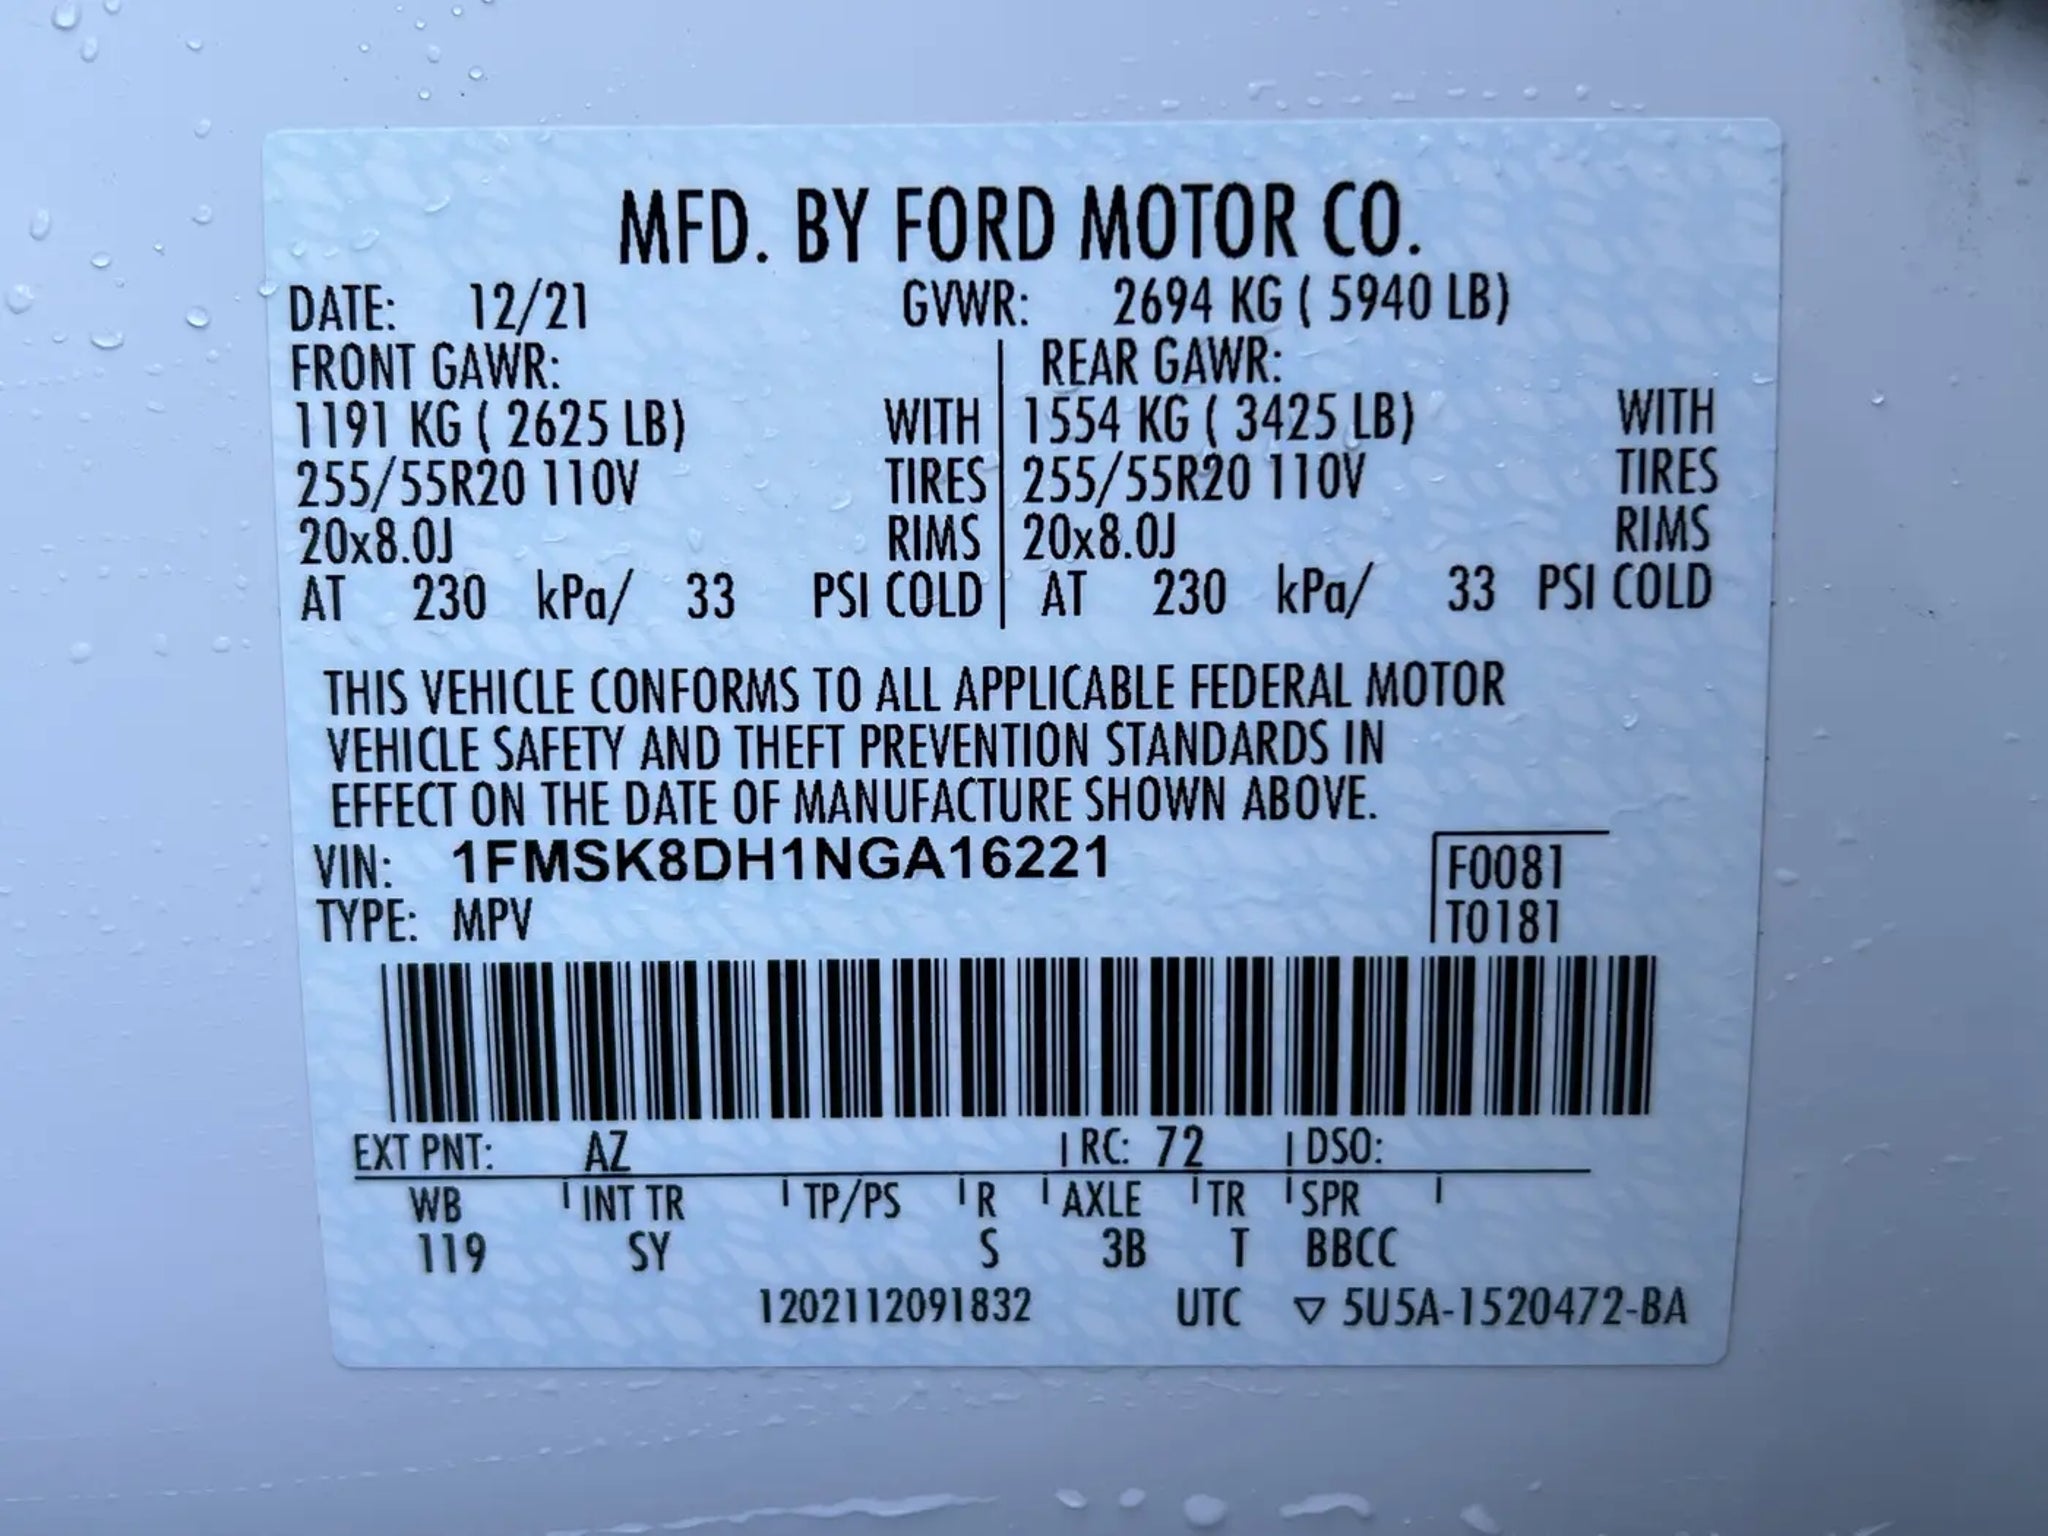 MFD. BY FORD MOTOR CO.
DATE: 12/21 GVWR: 2694 KG ( 5940 LB)
FRONT GAWR: REAR GAWR:
1191 KG ( 2625 LB) WITH 1554 KG ( 3425 LB) WITH
255/55R20 110V TIRES 255/55R20 110V TIRES
20x8.0J RIMS 20x8.0J RIMS
AT 230 kPa/ 33 PSI COLD AT 230 kPa/ 33 PSI COLD
THIS VEHICLE CONFORMS TO ALL APPLICABLE FEDERAL MOTOR
VEHICLE SAFETY AND THEFT PREVENTION STANDARDS IN
EFFECT ON THE DATE OF MANUFACTURE SHOWN ABOVE.
VIN: 1FMSK8DH1NGA16221 F0081
TYPE: MPV T0181
EXT PNT: AZ RC: 72 DSO:
WB INT TR TP/PS R AXLE TR SPR
119 SY S 3B T BBCC
1202112091832 UTC ▽ 5U5A-1520472-BA